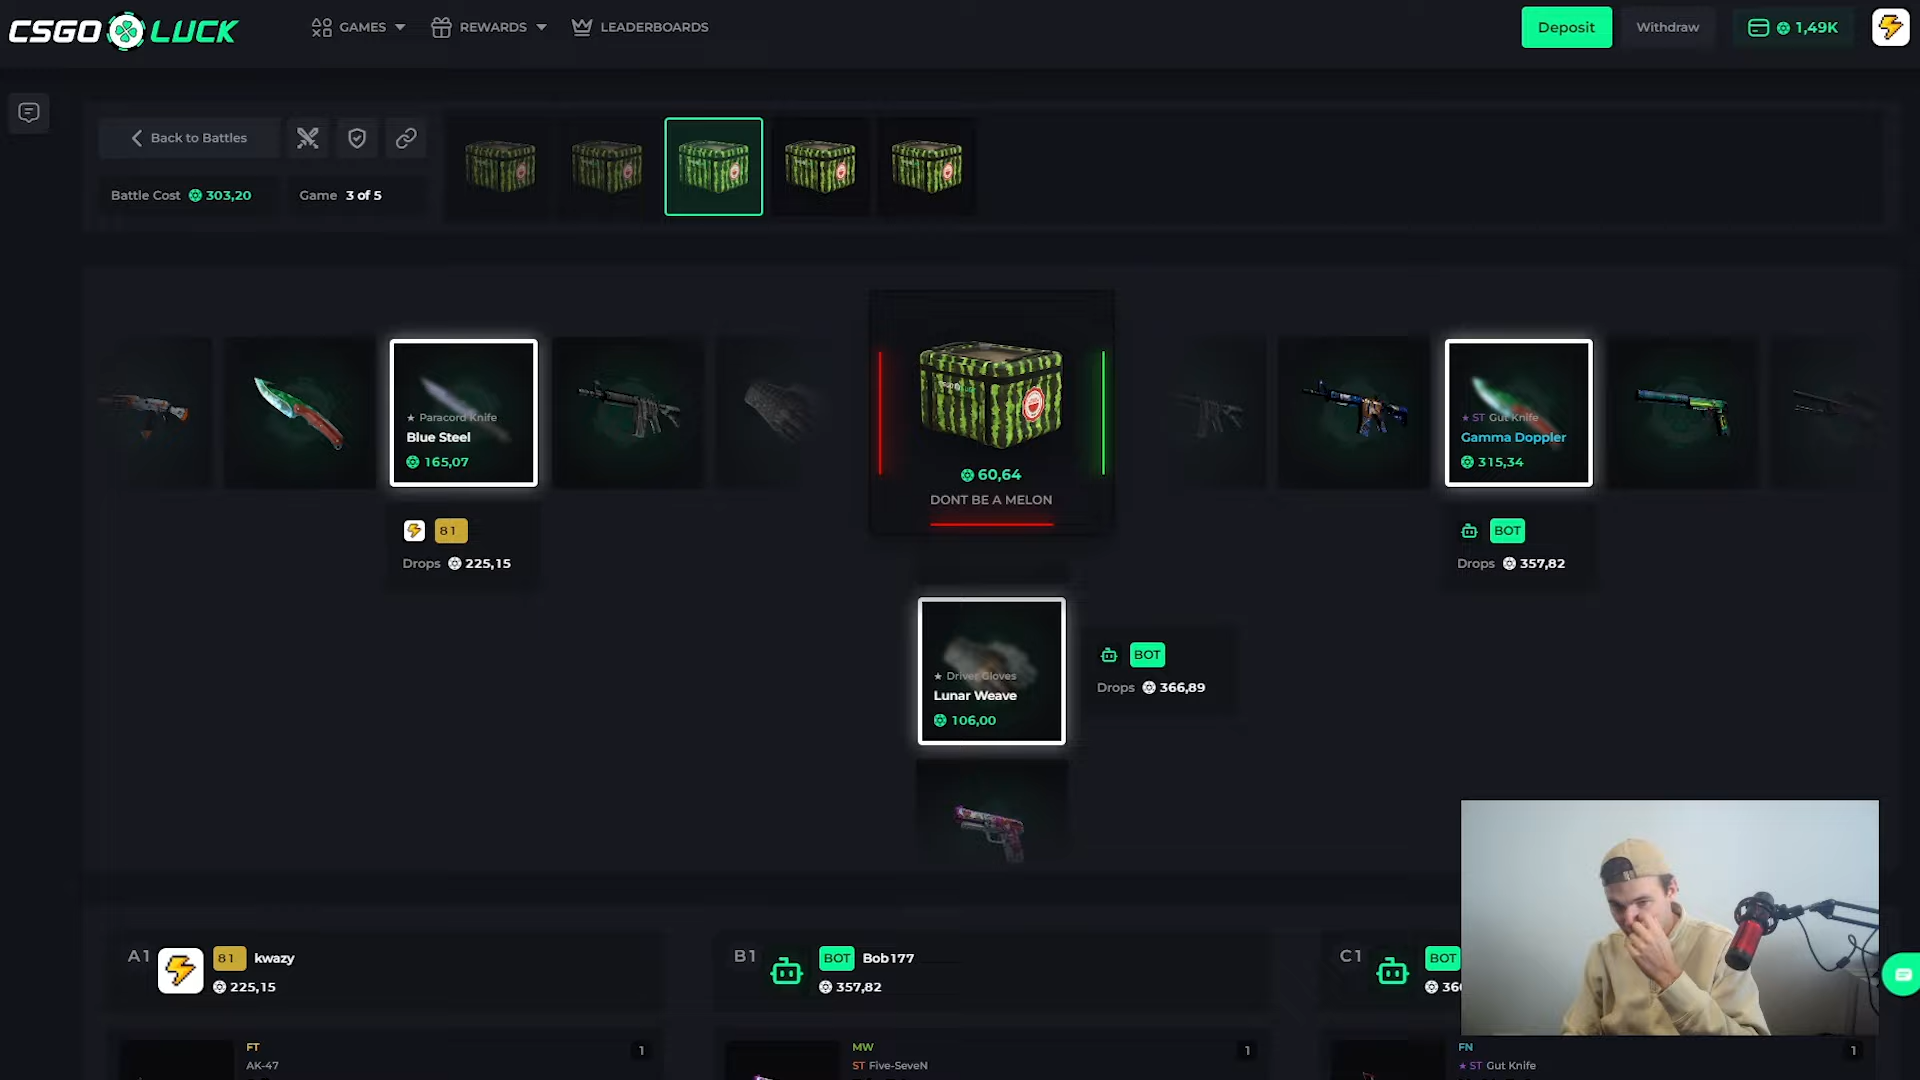 CSGO LUCK
GAMES
REWARDS
LEADERBOARDS
Deposit
Withdraw
1,49K
Back to Battles
Battle Cost 303,20
Game 3 of 5
★ Paracord Knife
Blue Steel
165,07
81
Drops 225,15
60,64
DONT BE A MELON
★ ST Gut Knife
Gamma Doppler
315,34
BOT
Drops 357,82
★ Driver Gloves
Lunar Weave
106,00
BOT
Drops 366,89
A1
81 kwazy
225,15
B1
BOT Bob177
357,82
C1
BOT
FT
AK-47
1
MW
ST Five-SeveN
1
FN
★ ST Gut Knife
1